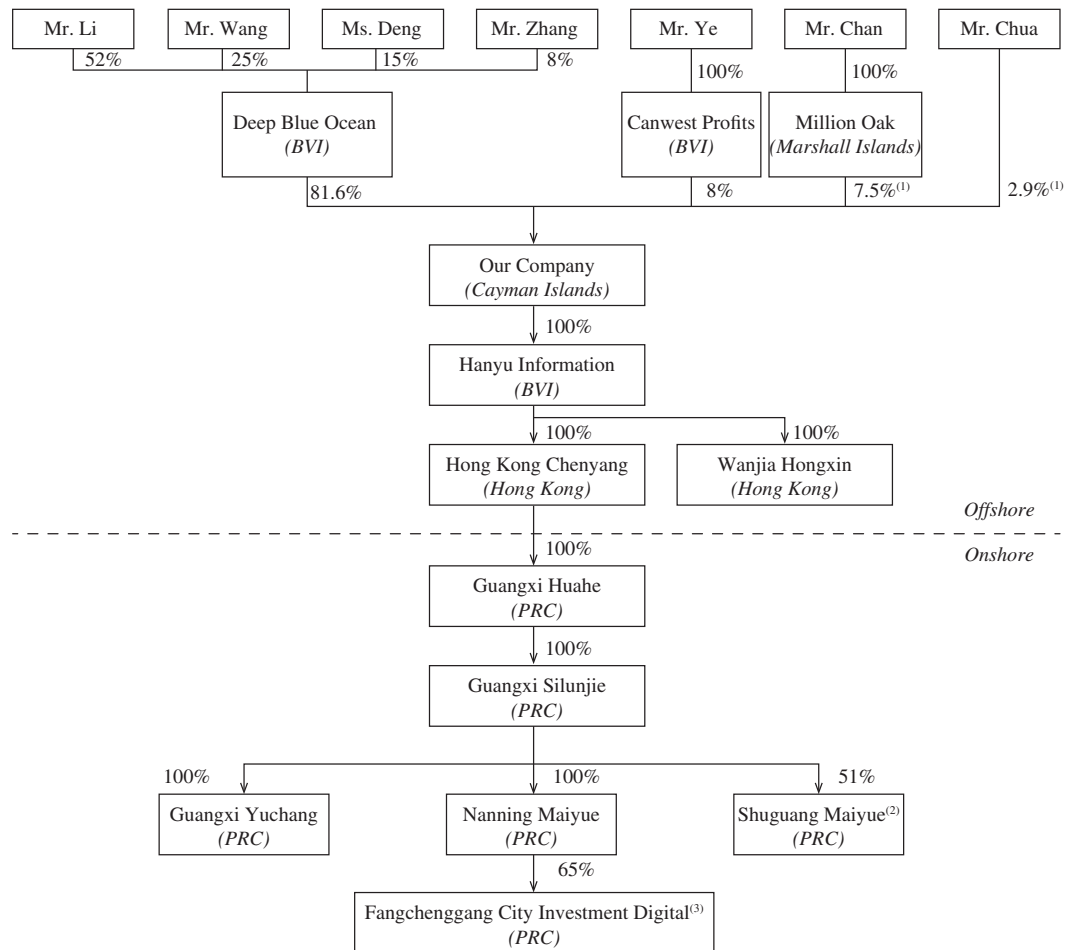 Mr. Li
Mr. Wang
Ms. Deng
Mr. Zhang
Mr. Ye
Mr. Chan
Mr. Chua
52%
25%
15%
8%
100%
100%
Deep Blue Ocean
(BVI)
Canwest Profits
(BVI)
Million Oak
(Marshall Islands)
81.6%
8%
7.5%(1)
2.9%(1)
Our Company
(Cayman Islands)
100%
Hanyu Information
(BVI)
100%
100%
Hong Kong Chenyang
(Hong Kong)
Wanjia Hongxin
(Hong Kong)
Offshore
Onshore
100%
Guangxi Huahe
(PRC)
100%
Guangxi Silunjie
(PRC)
100%
100%
51%
Guangxi Yuchang
(PRC)
Nanning Maiyue
(PRC)
Shuguang Maiyue(2)
(PRC)
65%
Fangchenggang City Investment Digital(3)
(PRC)